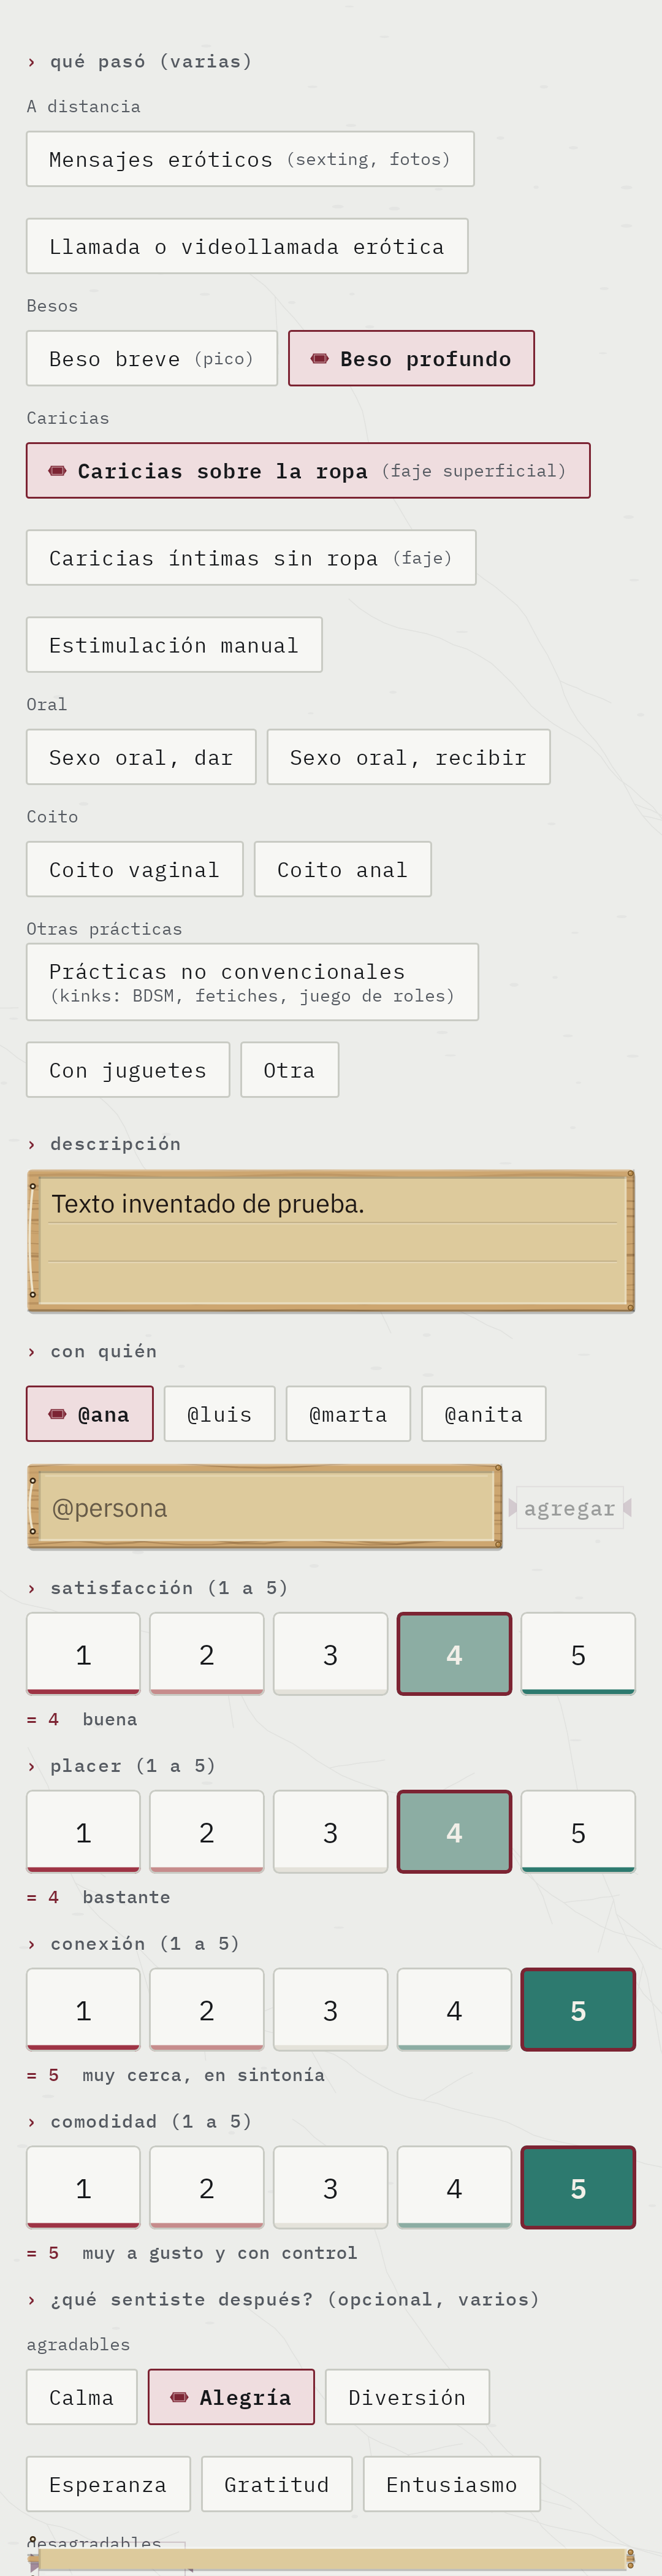 › qué pasó (varias)
A distancia
Mensajes eróticos (sexting, fotos)
Llamada o videollamada erótica
Besos
Beso breve (pico) Beso profundo
Caricias
Caricias sobre la ropa (faje superficial)
Caricias íntimas sin ropa (faje)
Estimulación manual
Oral
Sexo oral, dar Sexo oral, recibir
Coito
Coito vaginal Coito anal
Otras prácticas
Prácticas no convencionales
(kinks: BDSM, fetiches, juego de roles)
Con juguetes Otra
› descripción
Texto inventado de prueba.
› con quién
@ana @luis @marta @anita
@persona agregar
› satisfacción (1 a 5)
1 2 3 4 5
= 4 buena
› placer (1 a 5)
1 2 3 4 5
= 4 bastante
› conexión (1 a 5)
1 2 3 4 5
= 5 muy cerca, en sintonía
› comodidad (1 a 5)
1 2 3 4 5
= 5 muy a gusto y con control
› ¿qué sentiste después? (opcional, varios)
agradables
Calma Alegría Diversión
Esperanza Gratitud Entusiasmo
desagradables